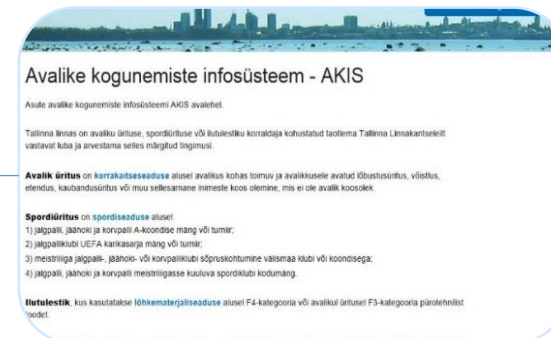 Avalike kogunemiste infosüsteem - AKIS
Asute avalike kogunemiste infosüsteemi AKIS avalehel.
Tallinna linnas on avaliku ürituse, spordiürituse või ilutulestiku korraldaja kohustatud taotlema Tallinna Linnakantseleilt
vastavat luba ja arvestama selles märgitud tingimusi.
Avalik üritus on korrakaitseseaduse alusel avalikus kohas toimuv ja avalikkusele avatud lõbustusüritus, võistlus,
etendus, kaubandusüritus või muu sellesarnane inimeste koos olemine, mis ei ole avalik koosolek.
Spordiüritus on spordiseaduse alusel:
1) jalgpalli, jäähoki ja korvpalli A-koondise mäng või turniir;
2) jalgpalliklubi UEFA karikasarja mäng või turniir;
3) meistriliiga jalgpalli-, jäähoki- või korvpalliklubi sõpruskohtumine välismaa klubi või koondisega;
4) jalgpalli, jäähoki ja korvpalli meistriliigasse kuuluva spordiklubi kodumäng.
Ilutulestik, kus kasutatakse lõhkematerjaliseaduse alusel F4-kategooria või avalikul üritusel F3-kategooria pürotehnilist
toodet.